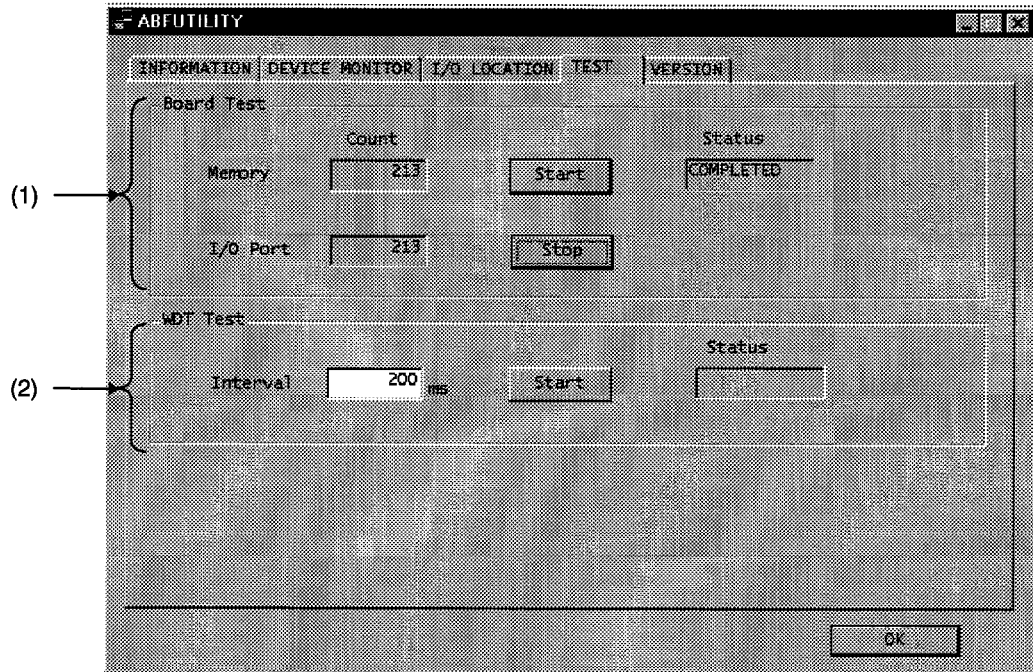 ABFUTILITY
INFORMATION DEVICE MONITOR I/O LOCATION TEST VERSION
Board Test
Count Status
(1) Memory 213 Start COMPLETED
I/O Port 213 Stop
WDT Test
Status
(2) Interval 200 ms Start
OK